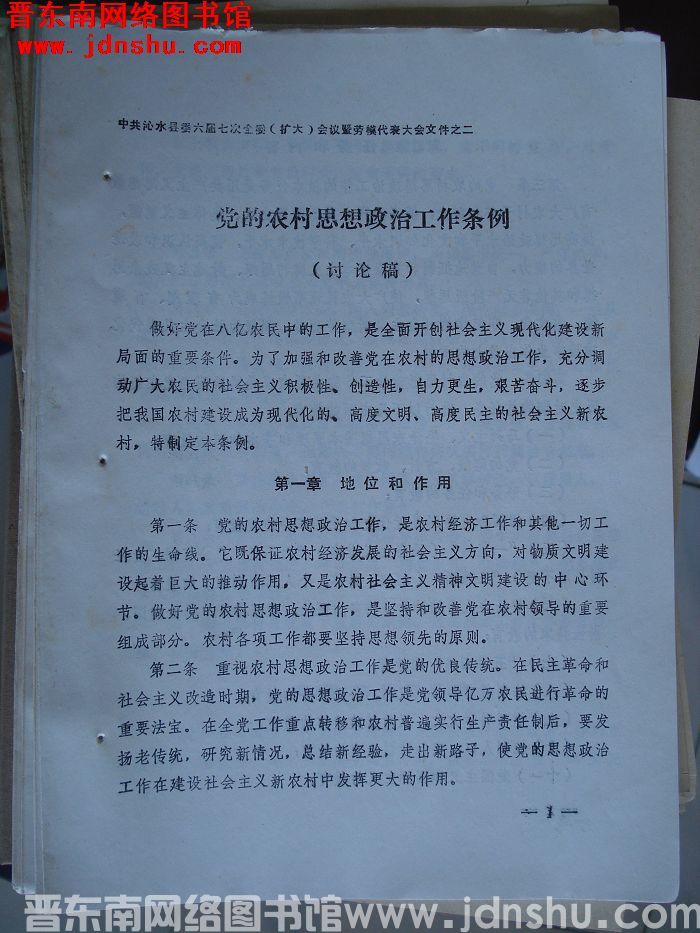 晋东南网络图书馆
www.jdnshu.com
中共沁水县委六届七次全委（扩大）会议暨劳模代表大会文件之二
党的农村思想政治工作条例
（讨论稿）
做好党在八亿农民中的工作，是全面开创社会主义现代化建设新
局面的重要条件。为了加强和改善党在农村的思想政治工作，充分调
动广大农民的社会主义积极性、创造性，自力更生，艰苦奋斗，逐步
把我国农村建设成为现代化的、高度文明、高度民主的社会主义新农
村，特制定本条例。
第一章 地位和作用
第一条 党的农村思想政治工作，是农村经济工作和其他一切工
作的生命线。它既保证农村经济发展的社会主义方向，对物质文明建
设起着巨大的推动作用，又是农村社会主义精神文明建设的中心环
节。做好党的农村思想政治工作，是坚持和改善党在农村领导的重要
组成部分。农村各项工作都要坚持思想领先的原则。
第二条 重视农村思想政治工作是党的优良传统。在民主革命和
社会主义改造时期，党的思想政治工作是党领导亿万农民进行革命的
重要法宝。在全党工作重点转移和农村普遍实行生产责任制后，要发
扬老传统，研究新情况，总结新经验，走出新路子，使党的思想政治
工作在建设社会主义新农村中发挥更大的作用。
— 1 —
晋东南网络图书馆 www.jdnshu.com